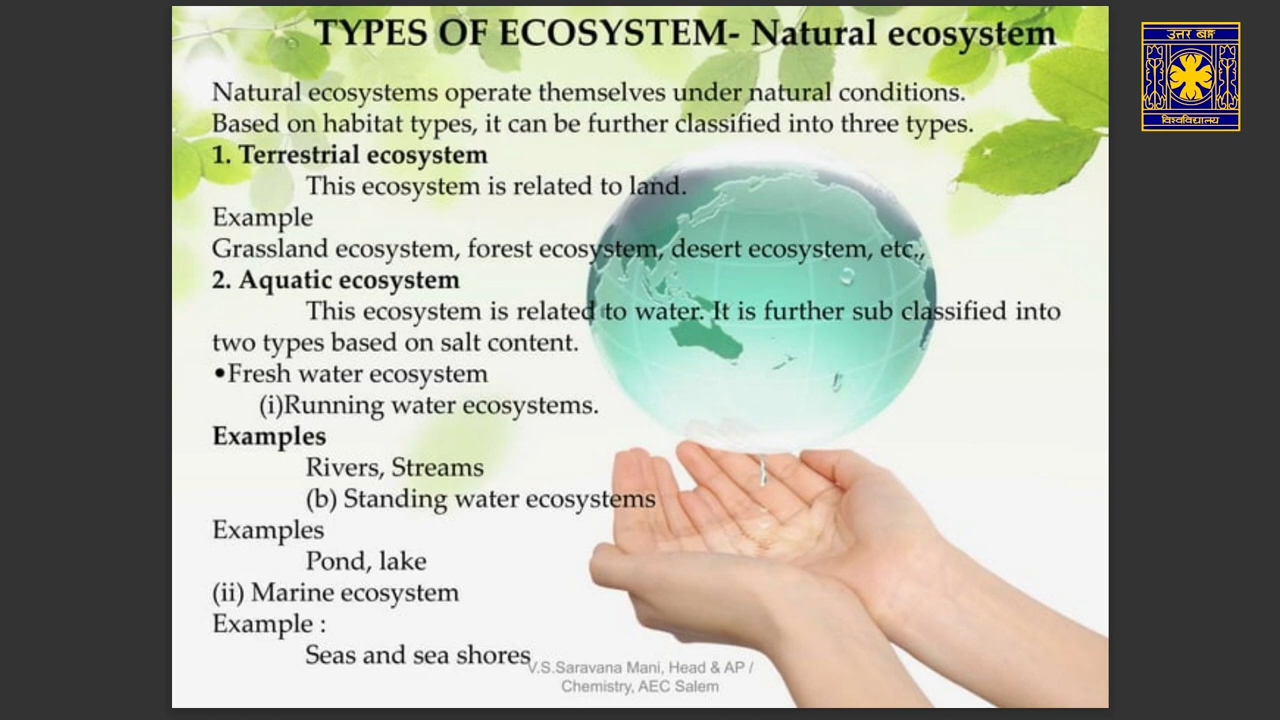 TYPES OF ECOSYSTEM- Natural ecosystem
Natural ecosystems operate themselves under natural conditions.
Based on habitat types, it can be further classified into three types.
1. Terrestrial ecosystem
This ecosystem is related to land.
Example
Grassland ecosystem, forest ecosystem, desert ecosystem, etc.,
2. Aquatic ecosystem
This ecosystem is related to water. It is further sub classified into
two types based on salt content.
•Fresh water ecosystem
(i)Running water ecosystems.
Examples
Rivers, Streams
(b) Standing water ecosystems
Examples
Pond, lake
(ii) Marine ecosystem
Example :
Seas and sea shores
V.S.Saravana Mani, Head & AP /
Chemistry, AEC Salem
उत्तर बङ्ग
विश्वविद्यालय